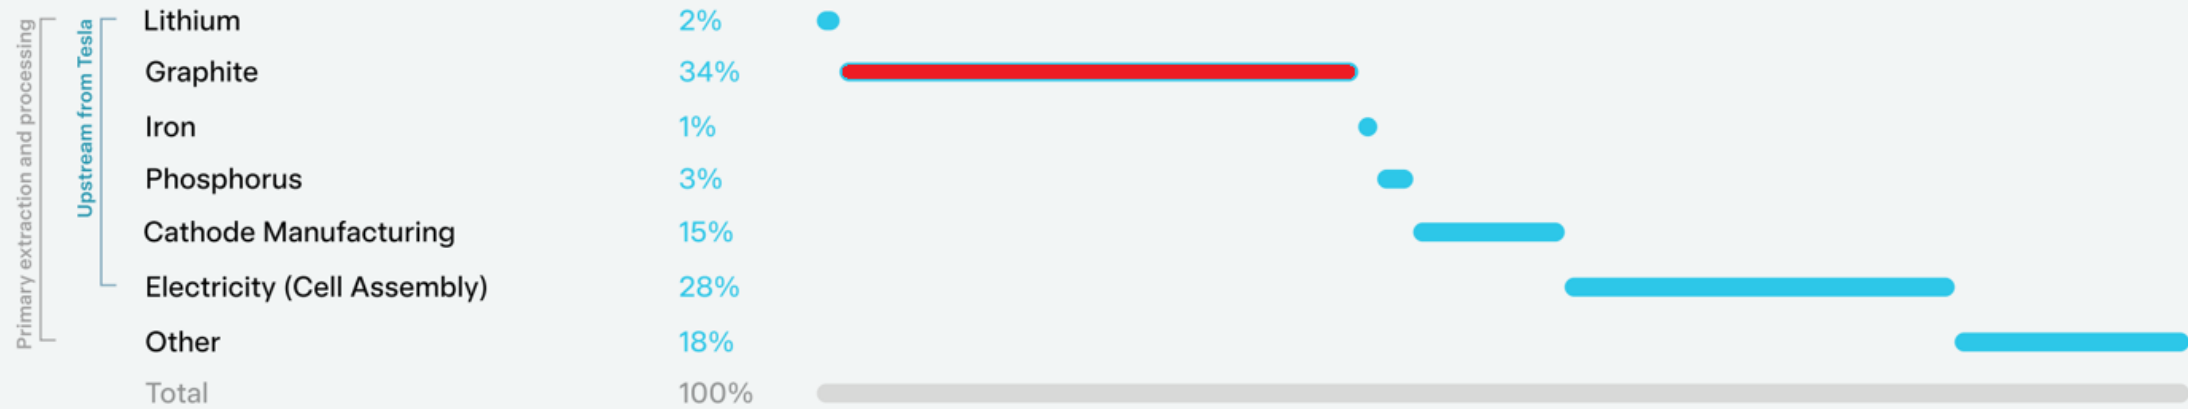 Primary extraction and processing
Upstream from Tesla
Lithium 2%
Graphite 34%
Iron 1%
Phosphorus 3%
Cathode Manufacturing 15%
Electricity (Cell Assembly) 28%
Other 18%
Total 100%